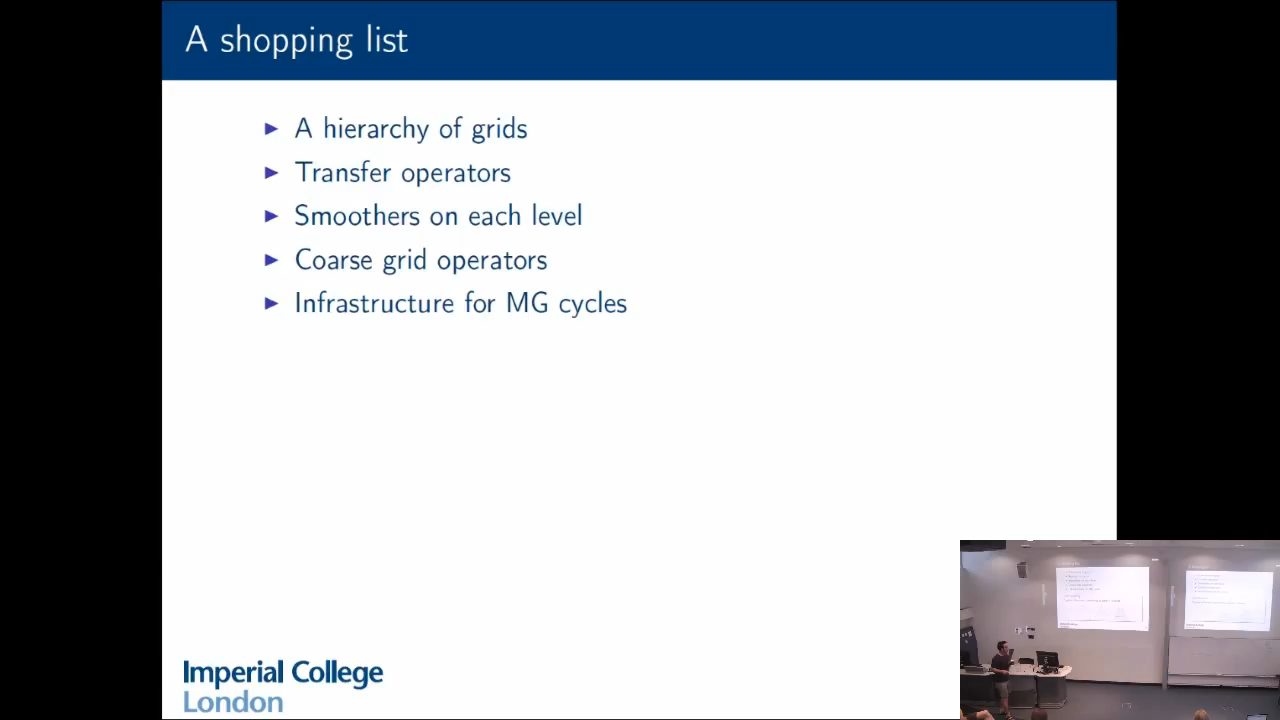 A shopping list
▶ A hierarchy of grids
▶ Transfer operators
▶ Smoothers on each level
▶ Coarse grid operators
▶ Infrastructure for MG cycles
Imperial College
London